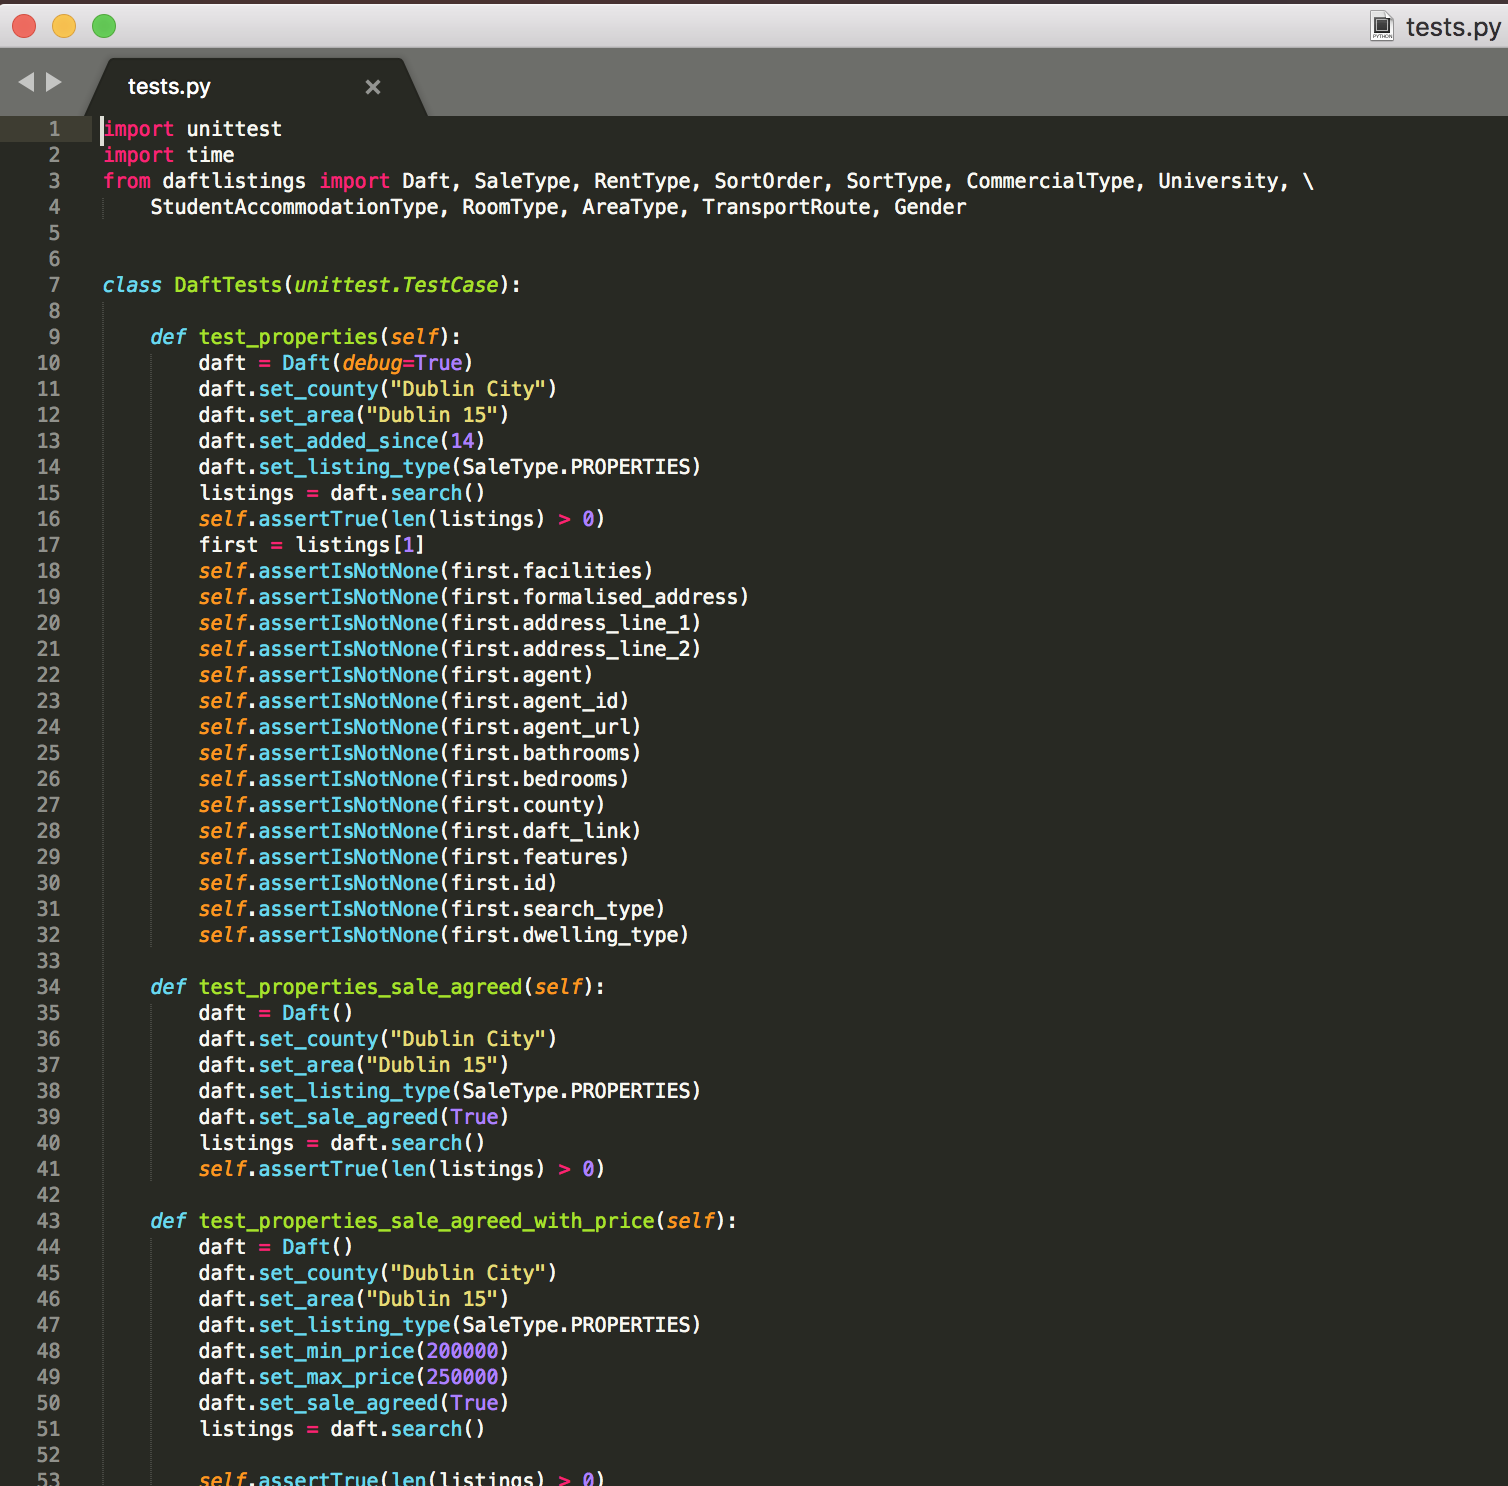 tests.py
tests.py
1 import unittest
2 import time
3 from daftlistings import Daft, SaleType, RentType, SortOrder, SortType, CommercialType, University, \
4     StudentAccommodationType, RoomType, AreaType, TransportRoute, Gender
5
6
7 class DaftTests(unittest.TestCase):
8
9     def test_properties(self):
10         daft = Daft(debug=True)
11         daft.set_county("Dublin City")
12         daft.set_area("Dublin 15")
13         daft.set_added_since(14)
14         daft.set_listing_type(SaleType.PROPERTIES)
15         listings = daft.search()
16         self.assertTrue(len(listings) > 0)
17         first = listings[1]
18         self.assertIsNotNone(first.facilities)
19         self.assertIsNotNone(first.formalised_address)
20         self.assertIsNotNone(first.address_line_1)
21         self.assertIsNotNone(first.address_line_2)
22         self.assertIsNotNone(first.agent)
23         self.assertIsNotNone(first.agent_id)
24         self.assertIsNotNone(first.agent_url)
25         self.assertIsNotNone(first.bathrooms)
26         self.assertIsNotNone(first.bedrooms)
27         self.assertIsNotNone(first.county)
28         self.assertIsNotNone(first.daft_link)
29         self.assertIsNotNone(first.features)
30         self.assertIsNotNone(first.id)
31         self.assertIsNotNone(first.search_type)
32         self.assertIsNotNone(first.dwelling_type)
33
34     def test_properties_sale_agreed(self):
35         daft = Daft()
36         daft.set_county("Dublin City")
37         daft.set_area("Dublin 15")
38         daft.set_listing_type(SaleType.PROPERTIES)
39         daft.set_sale_agreed(True)
40         listings = daft.search()
41         self.assertTrue(len(listings) > 0)
42
43     def test_properties_sale_agreed_with_price(self):
44         daft = Daft()
45         daft.set_county("Dublin City")
46         daft.set_area("Dublin 15")
47         daft.set_listing_type(SaleType.PROPERTIES)
48         daft.set_min_price(200000)
49         daft.set_max_price(250000)
50         daft.set_sale_agreed(True)
51         listings = daft.search()
52
53         self.assertTrue(len(listings) > 0)